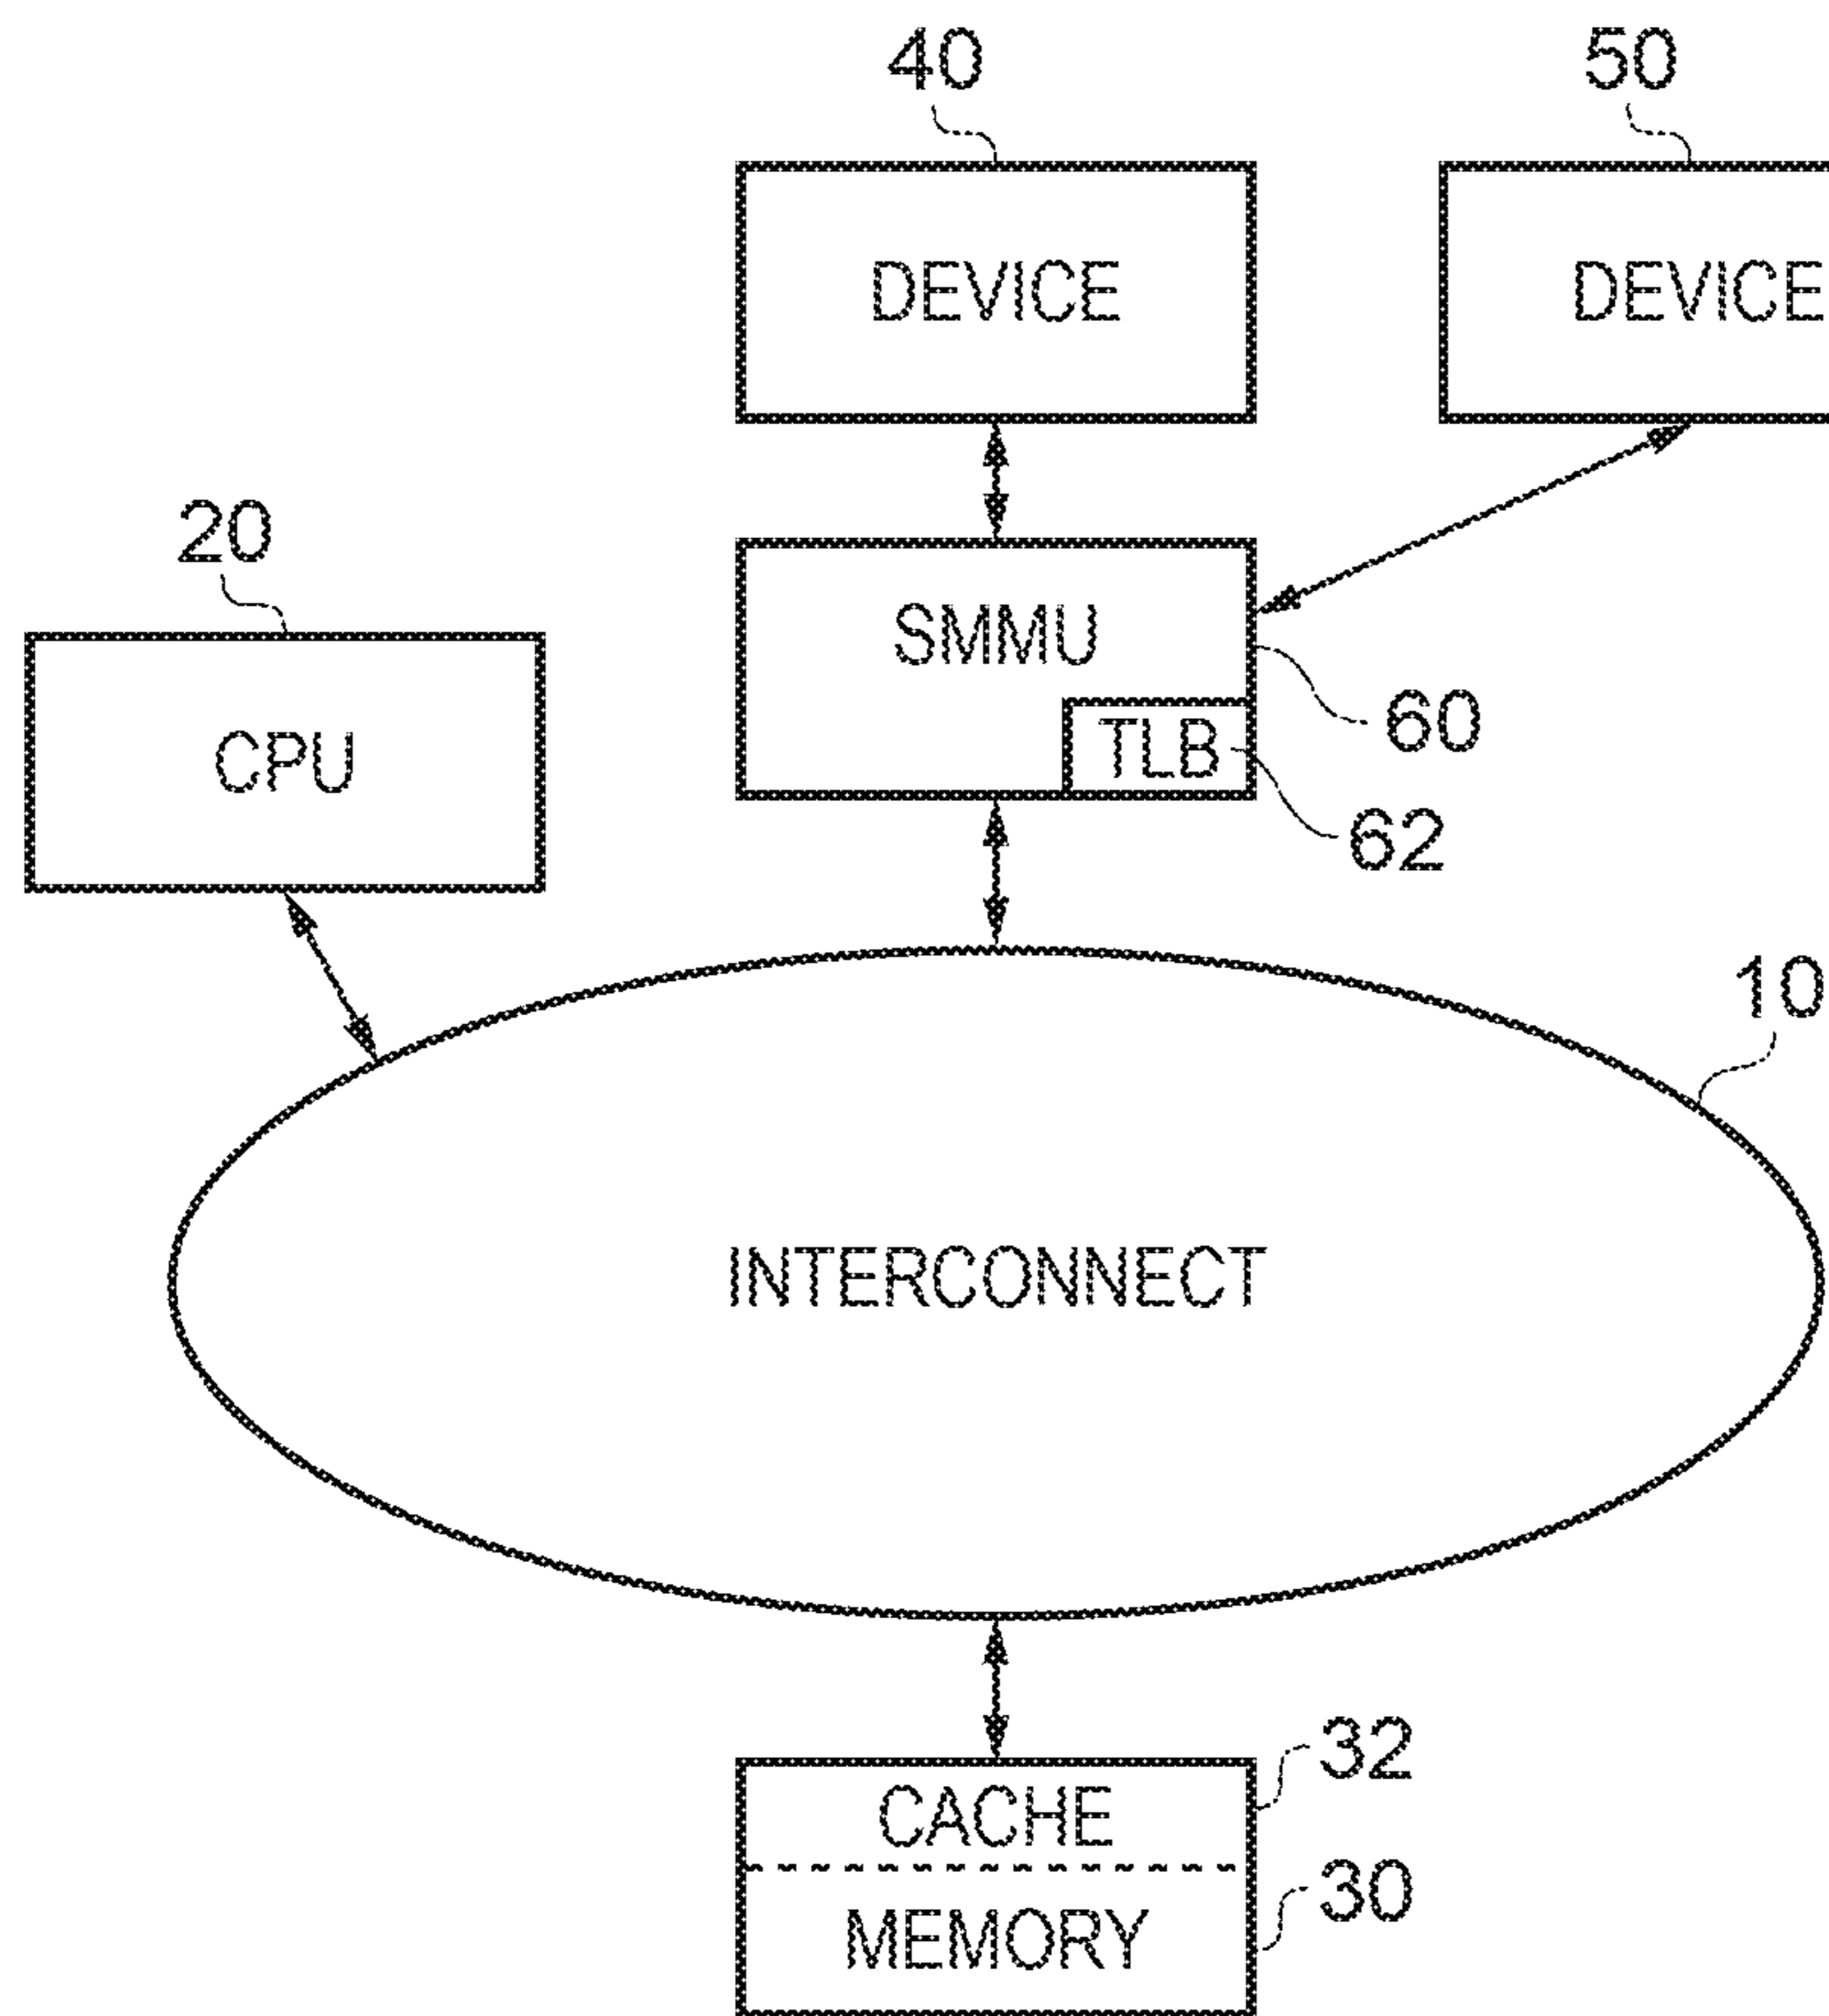 40
50
DEVICE
DEVICE
20
SMMU
60
CPU
TLB
62
10
INTERCONNECT
32
CACHE
30
MEMORY